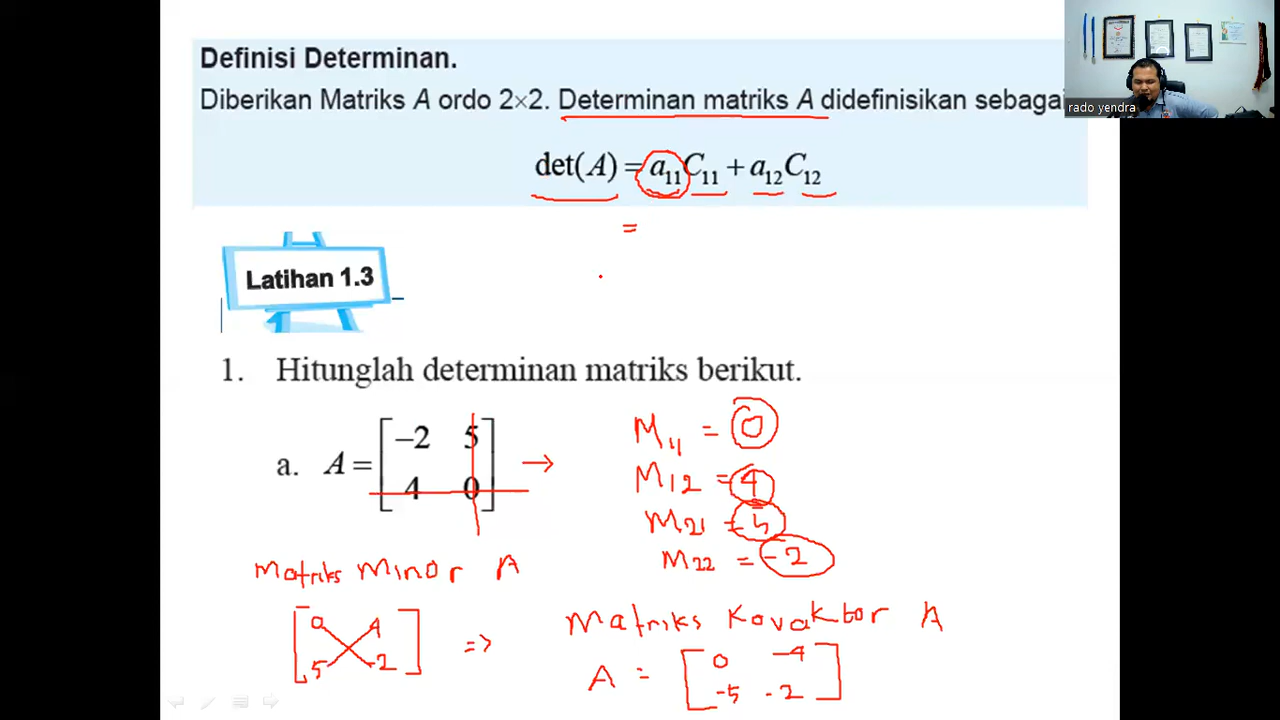 Definisi Determinan.
Diberikan Matriks A ordo 2×2. Determinan matriks A didefinisikan sebagai
rado yendra
det(A) = a₁₁C₁₁ + a₁₂C₁₂
=
Latihan 1.3
1. Hitunglah determinan matriks berikut.
a. A = [−2 5
4 0] →
M₁₁ = 0
M₁₂ = 4
M₂₁ = 5
M₂₂ = -2
Matriks Minor A
[0 4
5 -2] =>
Matriks Kovaktor A
A = [0 -4
-5 -2]